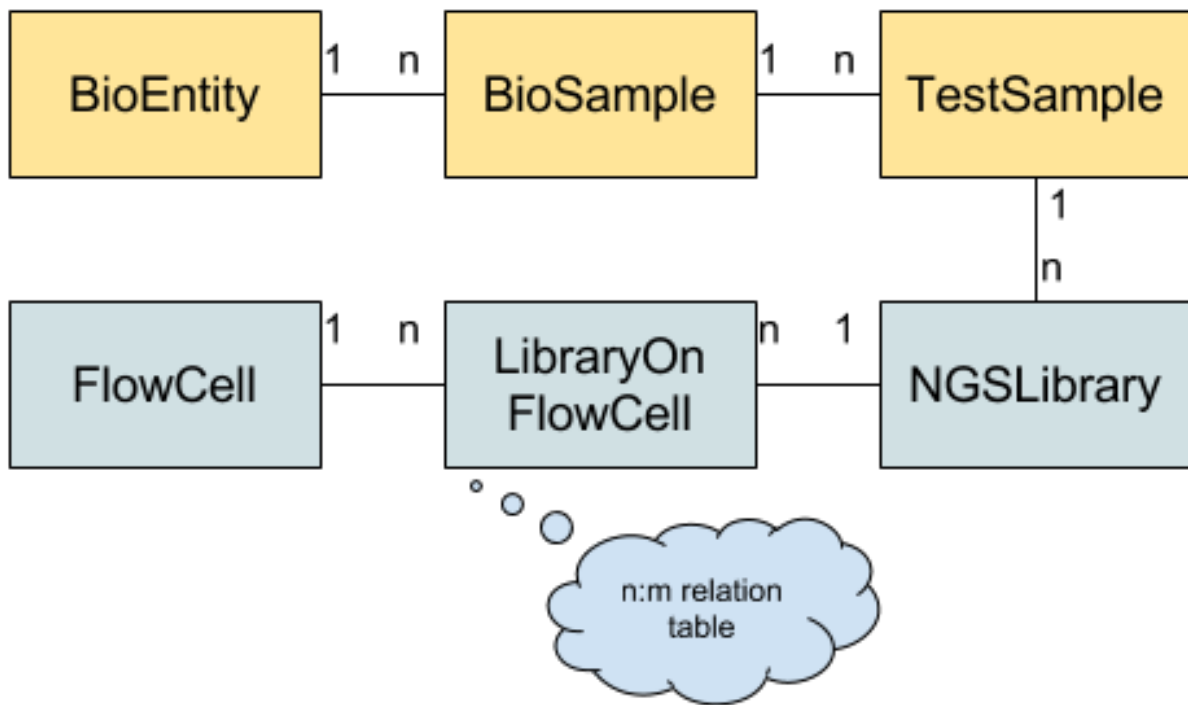 BioEntity
1 n
BioSample
1 n
TestSample
1
n
FlowCell
1 n
LibraryOn
FlowCell
n 1
NGSLibrary
n:m relation
table